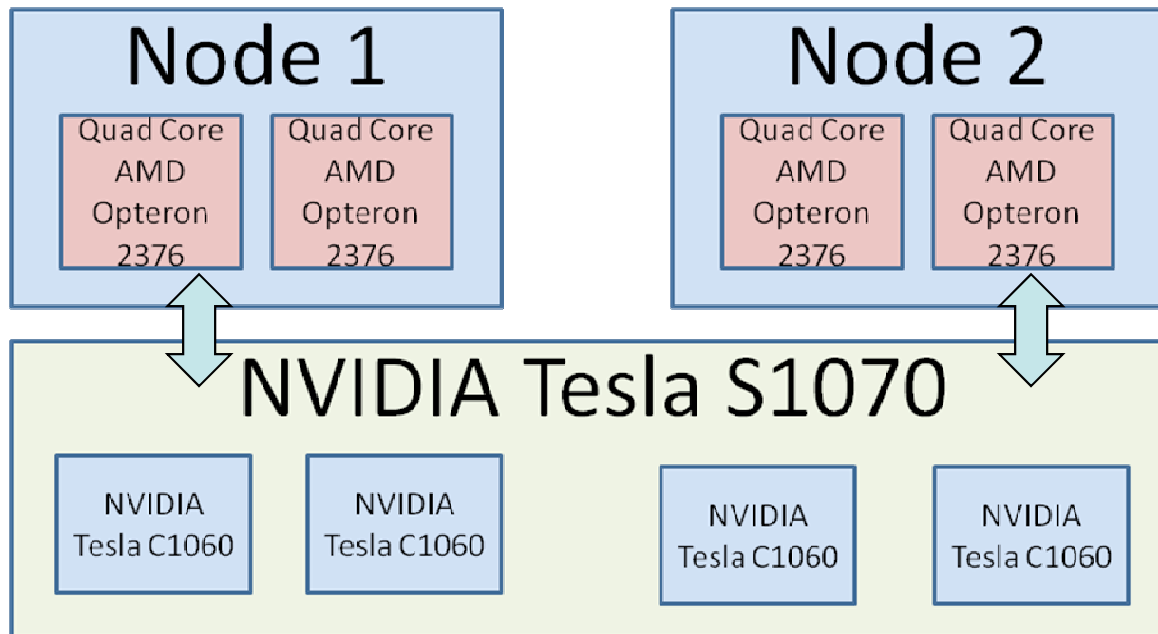 Node 1
Quad Core
AMD
Opteron
2376
Quad Core
AMD
Opteron
2376
Node 2
Quad Core
AMD
Opteron
2376
Quad Core
AMD
Opteron
2376
NVIDIA Tesla S1070
NVIDIA
Tesla C1060
NVIDIA
Tesla C1060
NVIDIA
Tesla C1060
NVIDIA
Tesla C1060